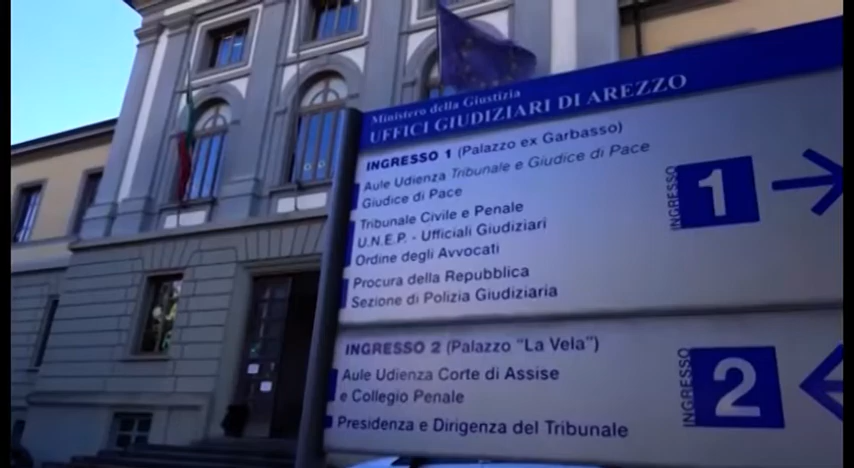 Ministero della Giustizia
UFFICI GIUDIZIARI DI AREZZO
INGRESSO 1 (Palazzo ex Garbasso)
Aule Udienza Tribunale e Giudice di Pace
Giudice di Pace
Tribunale Civile e Penale
U.N.E.P. - Ufficiali Giudiziari
Ordine degli Avvocati
Procura della Repubblica
Sezione di Polizia Giudiziaria
INGRESSO
1
INGRESSO 2 (Palazzo "La Vela")
Aule Udienza Corte di Assise
e Collegio Penale
Presidenza e Dirigenza del Tribunale
INGRESSO
2